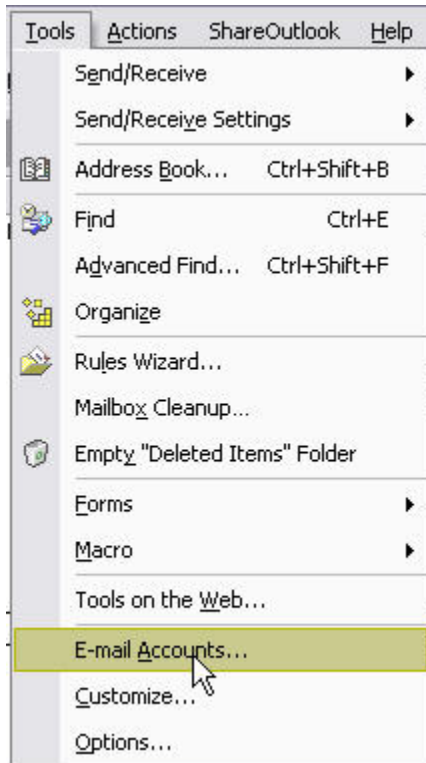 Tools Actions ShareOutlook Help
Send/Receive
Send/Receive Settings
Address Book... Ctrl+Shift+B
Find Ctrl+E
Advanced Find... Ctrl+Shift+F
Organize
Rules Wizard...
Mailbox Cleanup...
Empty "Deleted Items" Folder
Forms
Macro
Tools on the Web...
E-mail Accounts...
Customize...
Options...